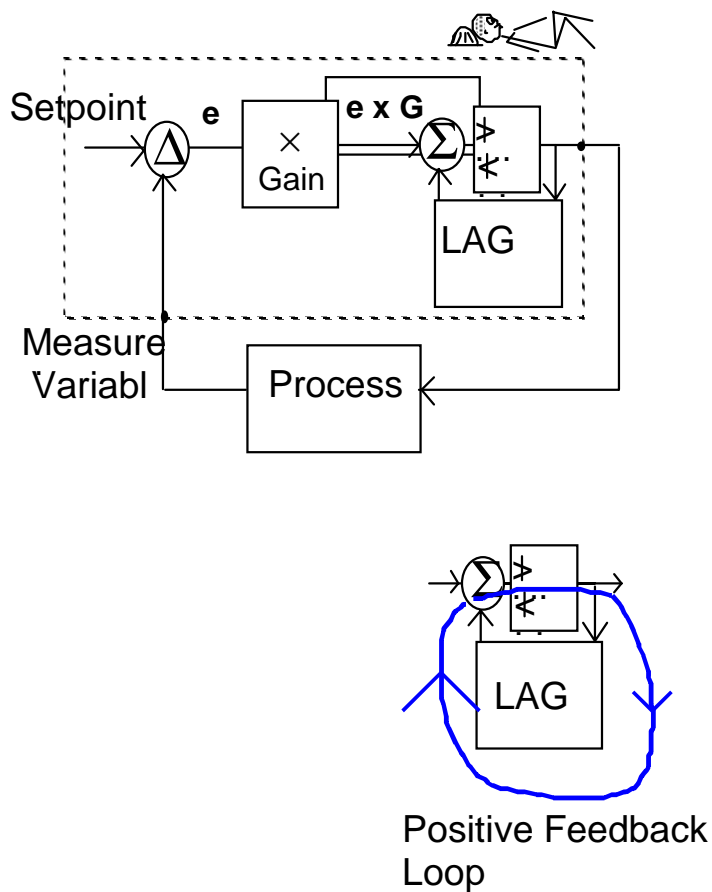 Setpoint
e
e x G
Δ
×
Gain
Σ
<
<
LAG
Measure
Variabl
Process
Σ
<
<
LAG
Positive Feedback
Loop